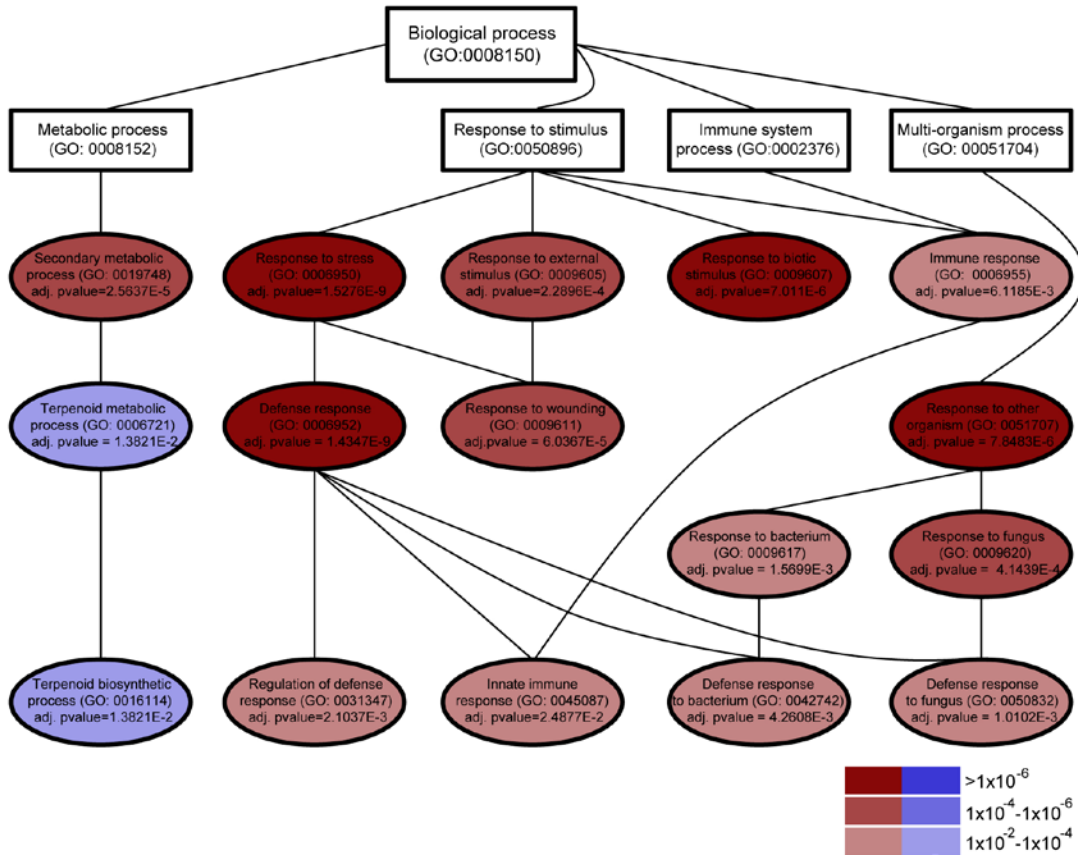 Biological process
(GO:0008150)
Metabolic process
(GO: 0008152)
Response to stimulus
(GO:0050896)
Immune system
process (GO:0002376)
Multi-organism process
(GO: 00051704)
Secondary metabolic
process (GO: 0019748)
adj. pvalue=2.5637E-5
Response to stress
(GO: 0006950)
adj. pvalue=1.5276E-9
Response to external
stimulus (GO: 0009605)
adj. pvalue=2.2896E-4
Response to biotic
stimulus (GO: 0009607)
adj. pvalue=7.011E-6
Immune response
(GO: 0006955)
adj. pvalue=6.1185E-3
Terpenoid metabolic
process (GO: 0006721)
adj. pvalue = 1.3821E-2
Defense response
(GO: 0006952)
adj. pvalue = 1.4347E-9
Response to wounding
(GO: 0009611)
adj. pvalue = 6.0367E-5
Response to other
organism (GO: 0051707)
adj. pvalue = 7.8483E-6
Response to bacterium
(GO: 0009617)
adj. pvalue = 1.5699E-3
Response to fungus
(GO: 0009620)
adj. pvalue = 4.1439E-4
Terpenoid biosynthetic
process (GO: 0016114)
adj. pvalue=1.3821E-2
Regulation of defense
response (GO: 0031347)
adj. pvalue=2.1037E-3
Innate immune
response (GO: 0045087)
adj. pvalue=2.4877E-2
Defense response
to bacterium (GO: 0042742)
adj. pvalue = 4.2608E-3
Defense response
to fungus (GO: 0050832)
adj. pvalue = 1.0102E-3
>1x10⁻⁶
1x10⁻⁴-1x10⁻⁶
1x10⁻²-1x10⁻⁴